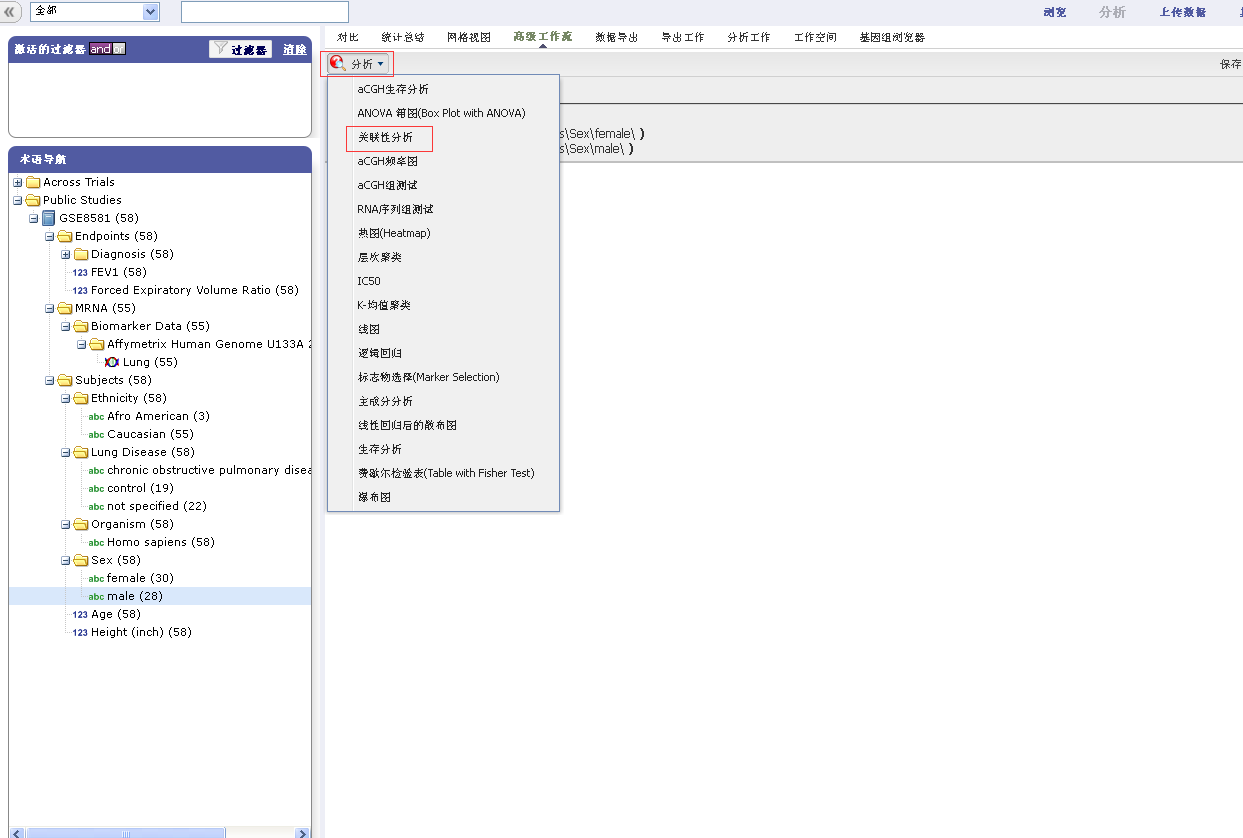 全部
浏览 分析 上传数据
激活的过滤器 and or 过滤器 清除
对比 统计总结 网格视图 高级工作流 数据导出 导出工作 分析工作 工作空间 基因组浏览器
分析
保存
aCGH生存分析
ANOVA 箱图(Box Plot with ANOVA)
关联性分析
aCGH频率图
aCGH组测试
RNA序列组测试
热图(Heatmap)
层次聚类
IC50
K-均值聚类
线图
逻辑回归
标志物选择(Marker Selection)
主成分分析
线性回归后的散布图
生存分析
费歇尔检验表(Table with Fisher Test)
瀑布图
s\Sex\female\ )
s\Sex\male\ )
术语导航
Across Trials
Public Studies
GSE8581 (58)
Endpoints (58)
Diagnosis (58)
123 FEV1 (58)
123 Forced Expiratory Volume Ratio (58)
MRNA (55)
Biomarker Data (55)
Affymetrix Human Genome U133A 2
Lung (55)
Subjects (58)
Ethnicity (58)
abc Afro American (3)
abc Caucasian (55)
Lung Disease (58)
abc chronic obstructive pulmonary disea
abc control (19)
abc not specified (22)
Organism (58)
abc Homo sapiens (58)
Sex (58)
abc female (30)
abc male (28)
123 Age (58)
123 Height (inch) (58)